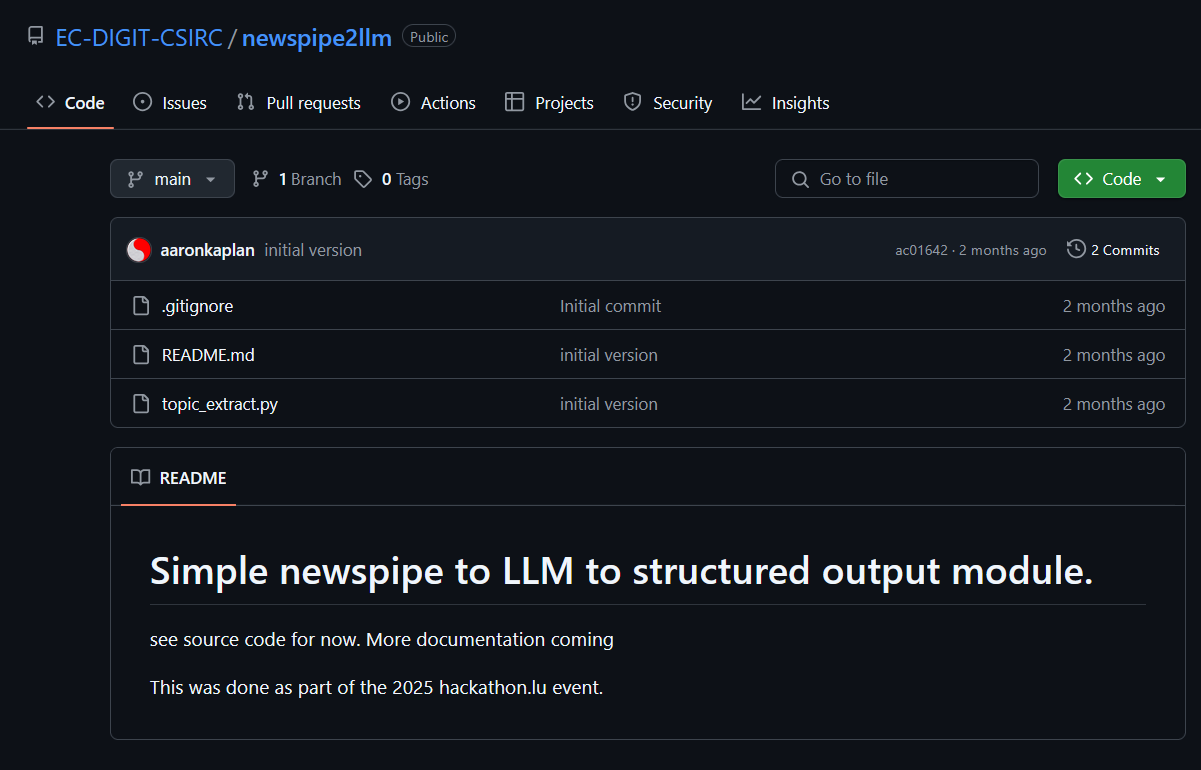 EC-DIGIT-CSIRC / newspipe2llm Public
Code Issues Pull requests Actions Projects Security Insights
main 1 Branch 0 Tags Go to file Code
aaronkaplan initial version ac01642 · 2 months ago 2 Commits
.gitignore Initial commit 2 months ago
README.md initial version 2 months ago
topic_extract.py initial version 2 months ago
README
Simple newspipe to LLM to structured output module.
see source code for now. More documentation coming
This was done as part of the 2025 hackathon.lu event.